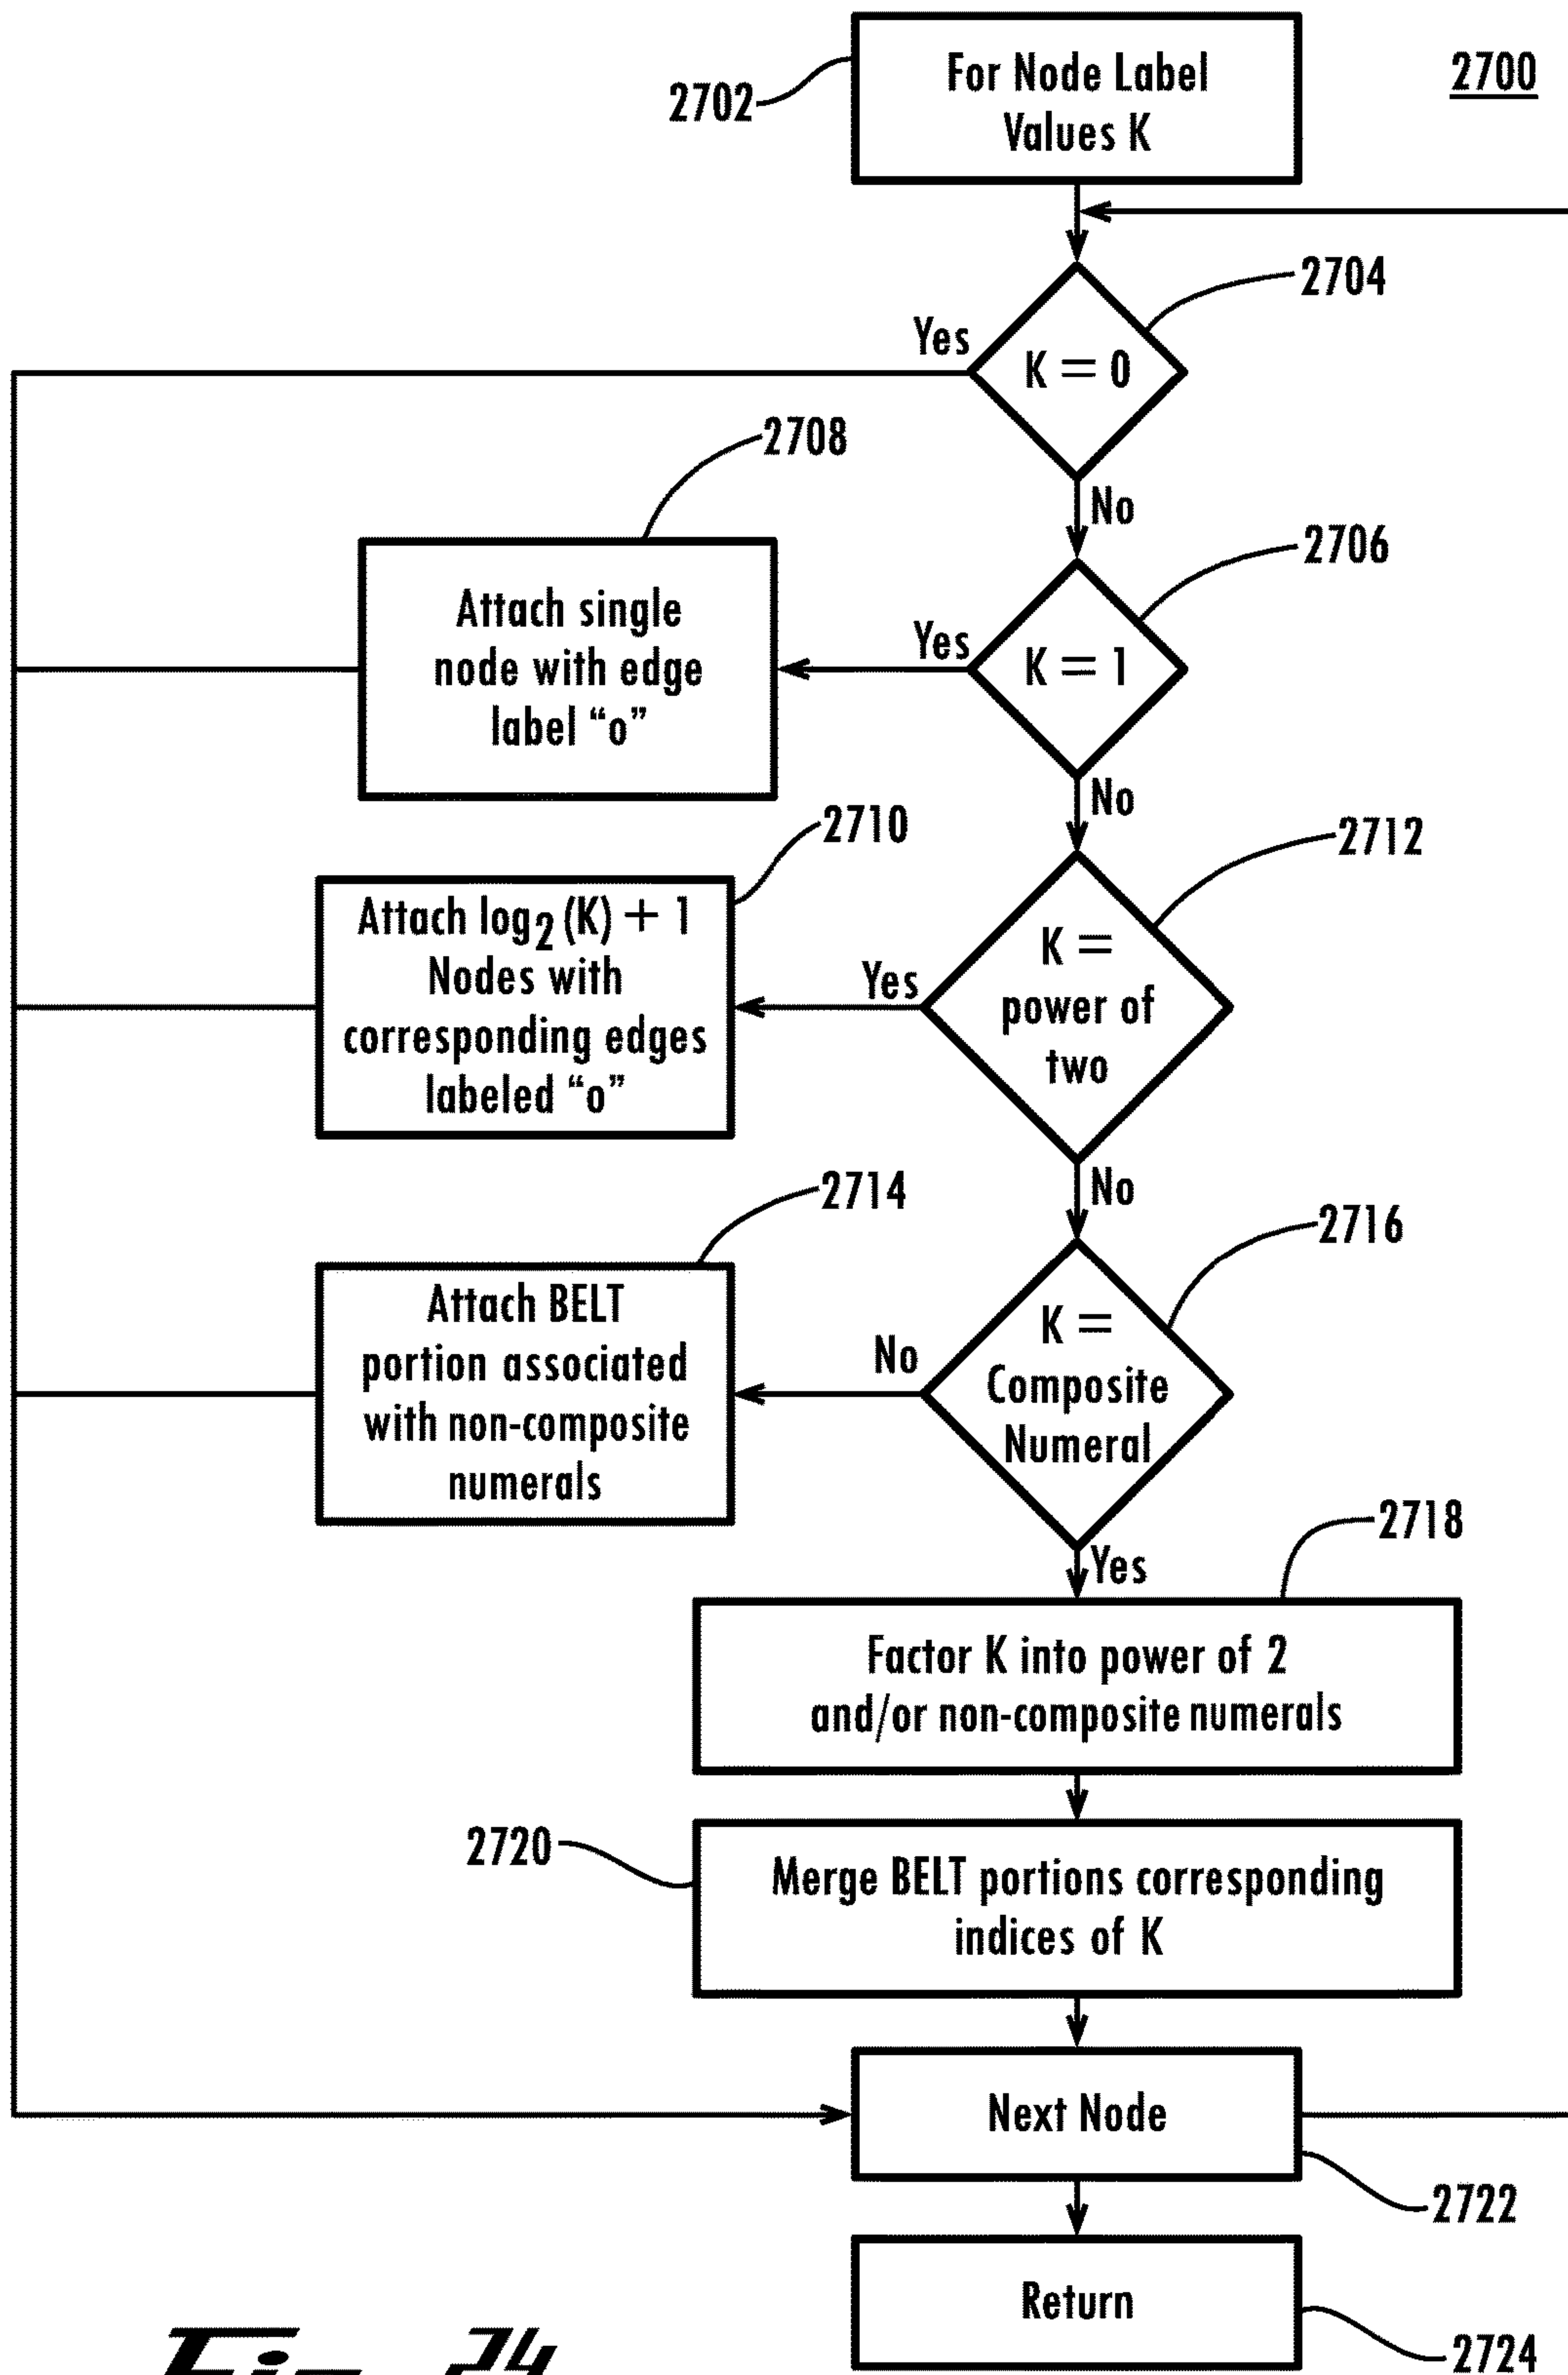 For Node Label
Values K
2700
2702
2704
Yes
K = 0
2708
No
2706
Attach single
node with edge
label “o”
Yes
K = 1
2710
No
2712
Attach log2 (K) + 1
Nodes with
corresponding edges
labeled “o”
Yes
K =
power of
two
2714
No
2716
Attach BELT
portion associated
with non-composite
numerals
No
K =
Composite
Numeral
2718
Yes
Factor K into power of 2
and/or non-composite numerals
2720
Merge BELT portions corresponding
indices of K
Next Node
2722
Return
2724
Fig. 24